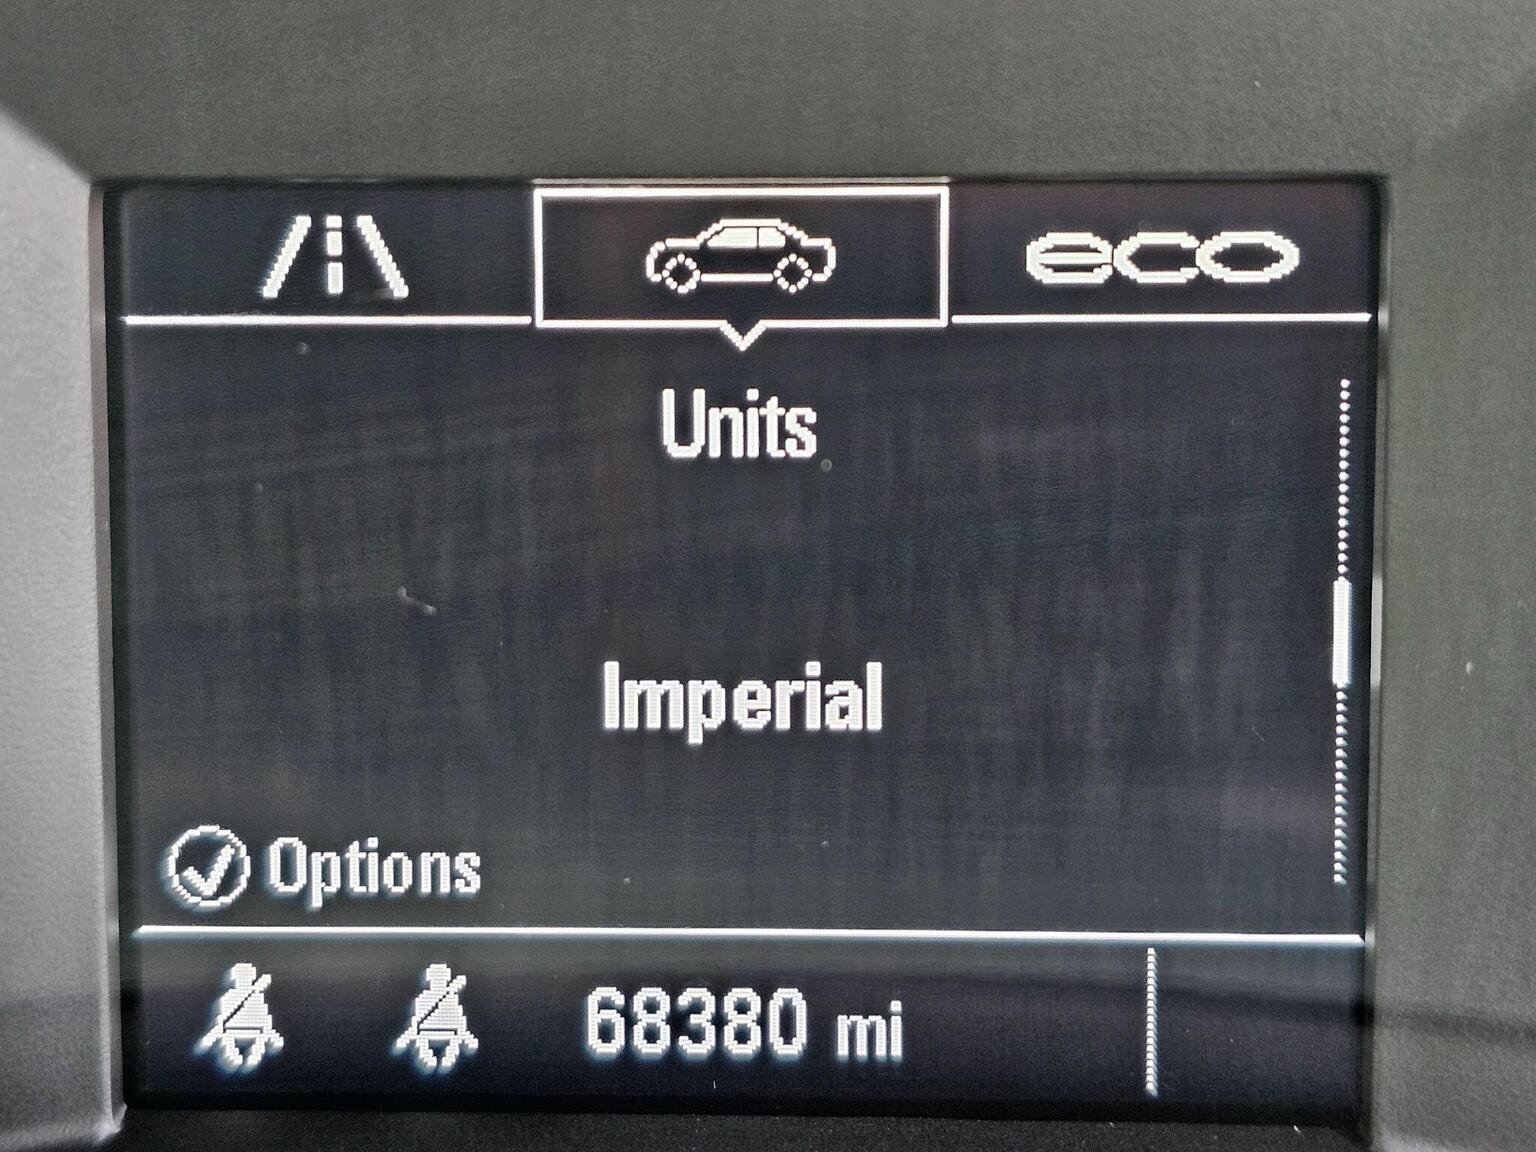 eco
Units
Imperial
Options
68380 mi